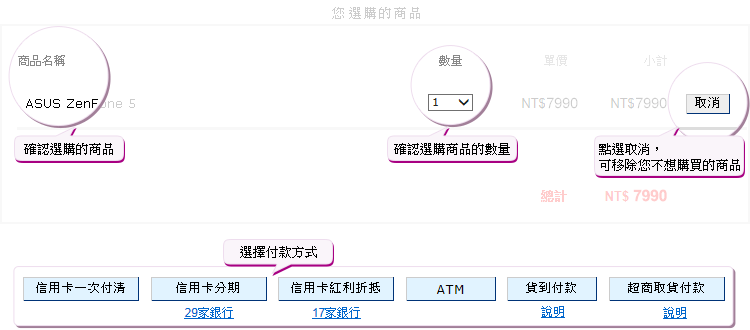 您選購的商品
商品名稱 數量 單價 小計
ASUS ZenFone 5 1 NT$7990 NT$7990 取消
確認選購的商品 確認選購商品的數量 點選取消，
可移除您不想購買的商品
總計 NT$ 7990
選擇付款方式
信用卡一次付清 信用卡分期 信用卡紅利折抵 ATM 貨到付款 超商取貨付款
29家銀行 17家銀行 說明 說明